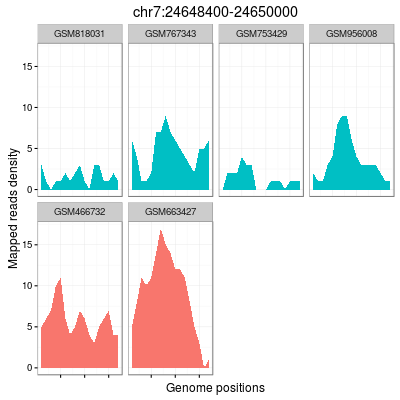 chr7:24648400-24650000
GSM818031 GSM767343 GSM753429 GSM956008
15
10
5
0
GSM466732 GSM663427
15
10
5
0
Mapped reads density
Genome positions